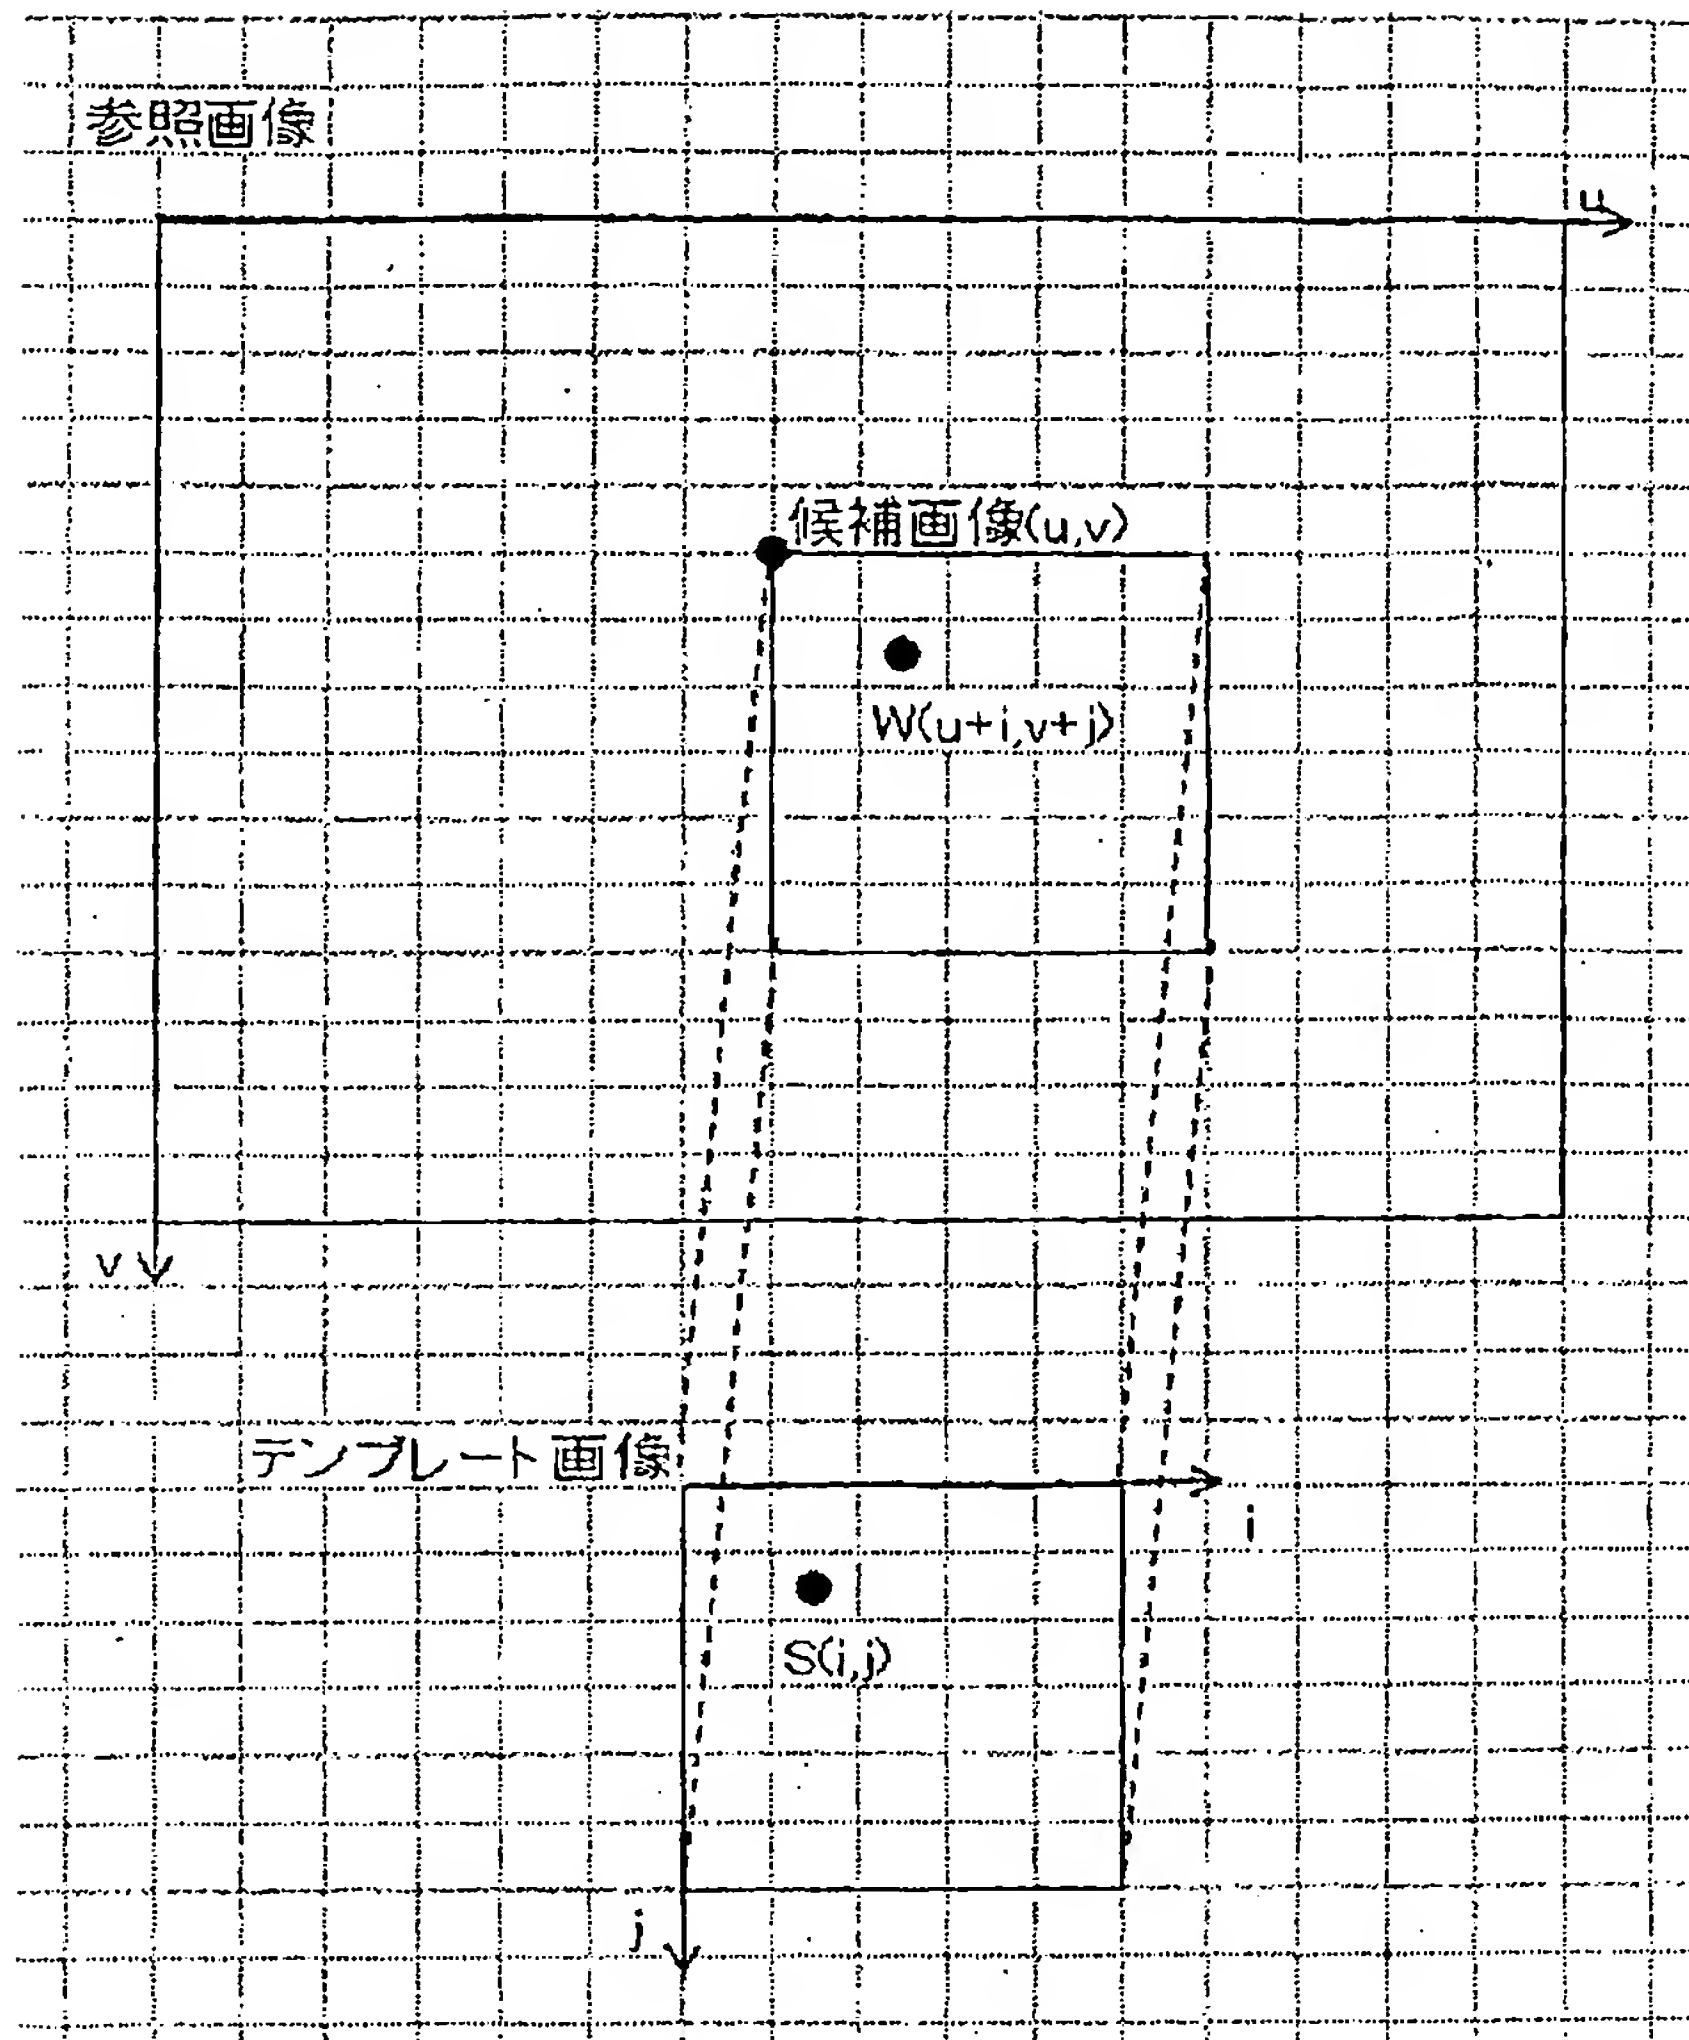 参照画像
u
候補画像(u,v)
W(u+i,v+j)
v
テンプレート画像
i
S(i,j)
j